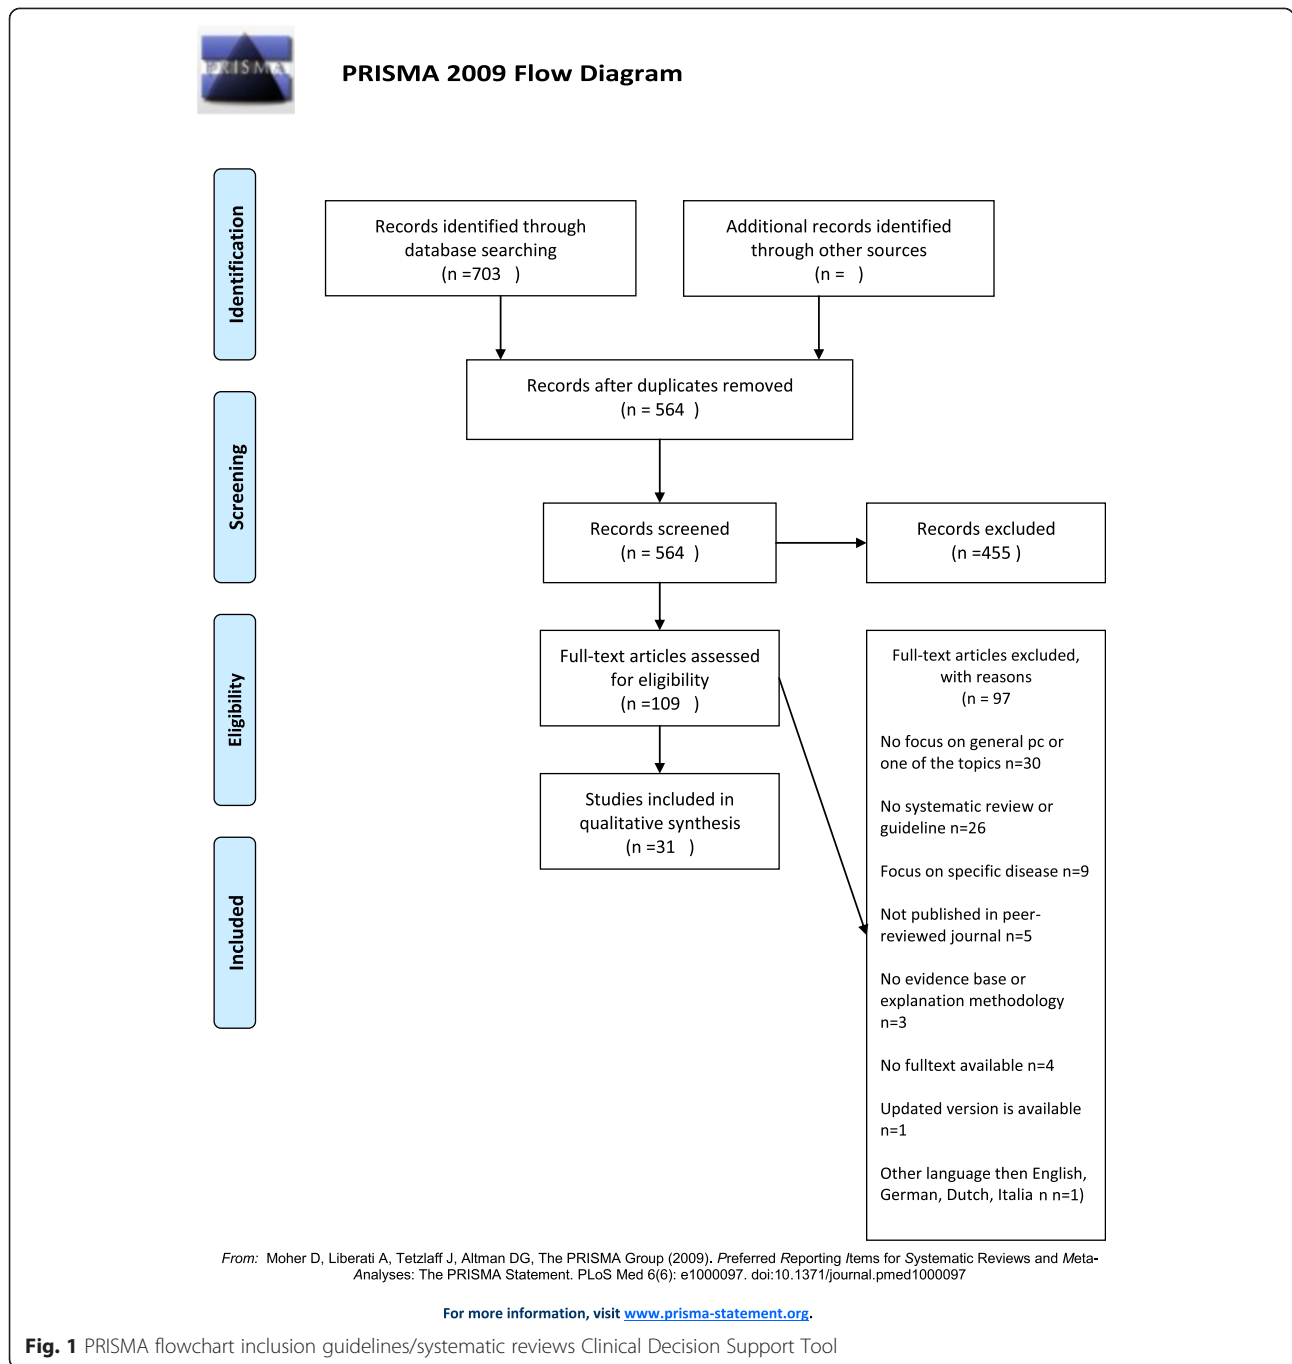 PRISMA
PRISMA 2009 Flow Diagram
Identification
Records identified through
database searching
(n =703   )
Additional records identified
through other sources
(n =   )
Screening
Records after duplicates removed
(n = 564   )
Records screened
(n = 564   )
Records excluded
(n =455  )
Eligibility
Full-text articles assessed
for eligibility
(n =109   )
Full-text articles excluded,
with reasons
(n = 97
No focus on general pc or
one of the topics n=30
No systematic review or
guideline n=26
Focus on specific disease n=9
Not published in peer-
reviewed journal n=5
No evidence base or
explanation methodology
n=3
No fulltext available n=4
Updated version is available
n=1
Other language then English,
German, Dutch, Italia n n=1)
Included
Studies included in
qualitative synthesis
(n =31   )
From: Moher D, Liberati A, Tetzlaff J, Altman DG, The PRISMA Group (2009). Preferred Reporting Items for Systematic Reviews and Meta-
Analyses: The PRISMA Statement. PLoS Med 6(6): e1000097. doi:10.1371/journal.pmed1000097
For more information, visit www.prisma-statement.org.
Fig. 1 PRISMA flowchart inclusion guidelines/systematic reviews Clinical Decision Support Tool